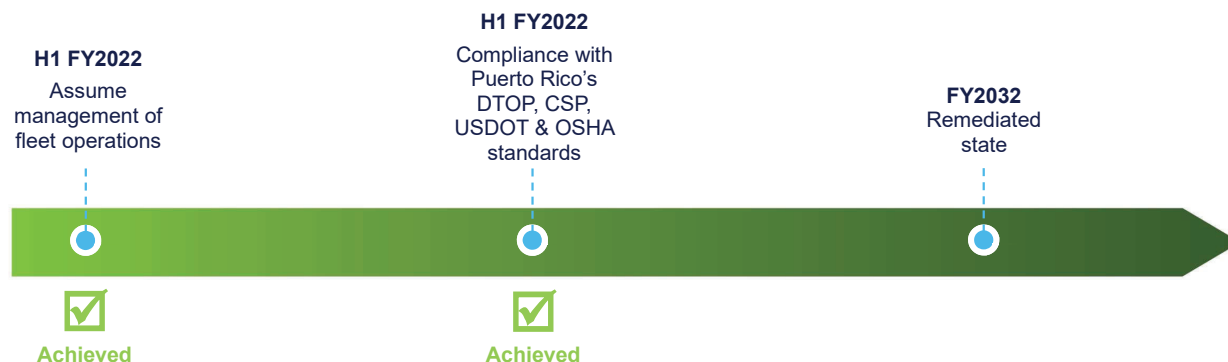 H1 FY2022
Assume
management of
fleet operations
Achieved
H1 FY2022
Compliance with
Puerto Rico's
DTOP, CSP,
USDOT & OSHA
standards
Achieved
FY2032
Remediated
state